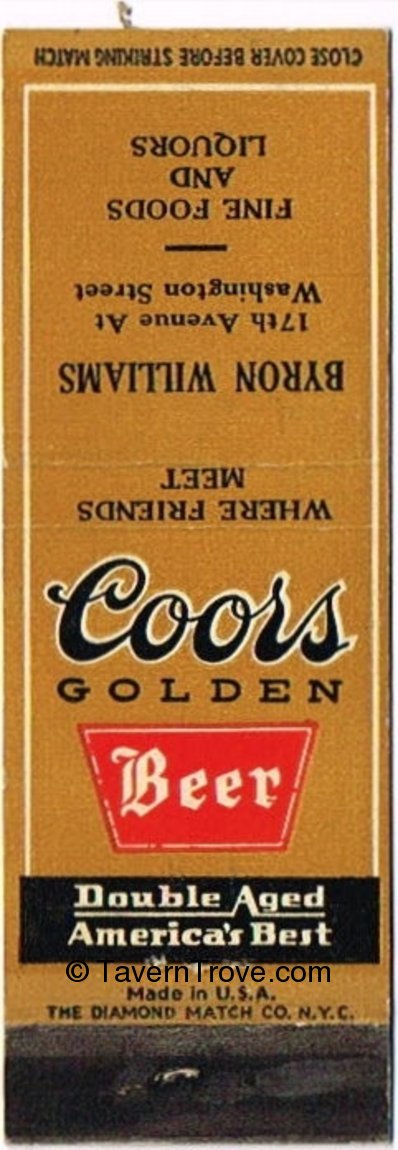 CLOSE COVER BEFORE STRIKING MATCH
FINE FOODS
AND
LIQUORS
BYRON WILLIAMS
17th Avenue At
Washington Street
WHERE FRIENDS
MEET
Coors
GOLDEN
Beer
Double Aged
America's Best
© TavernTrove.com
Made in U.S.A.
THE DIAMOND MATCH CO. N.Y.C.